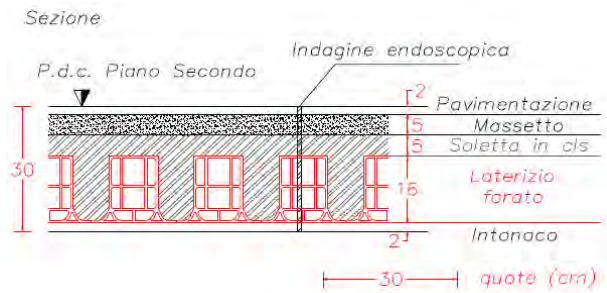 Sezione
Indagine endoscopica
P.d.c. Piano Secondo
2
Pavimentazione
5
Massetto
5
Soletta in cls
30
16
Laterizio
forato
2
Intonaco
30
quote (cm)